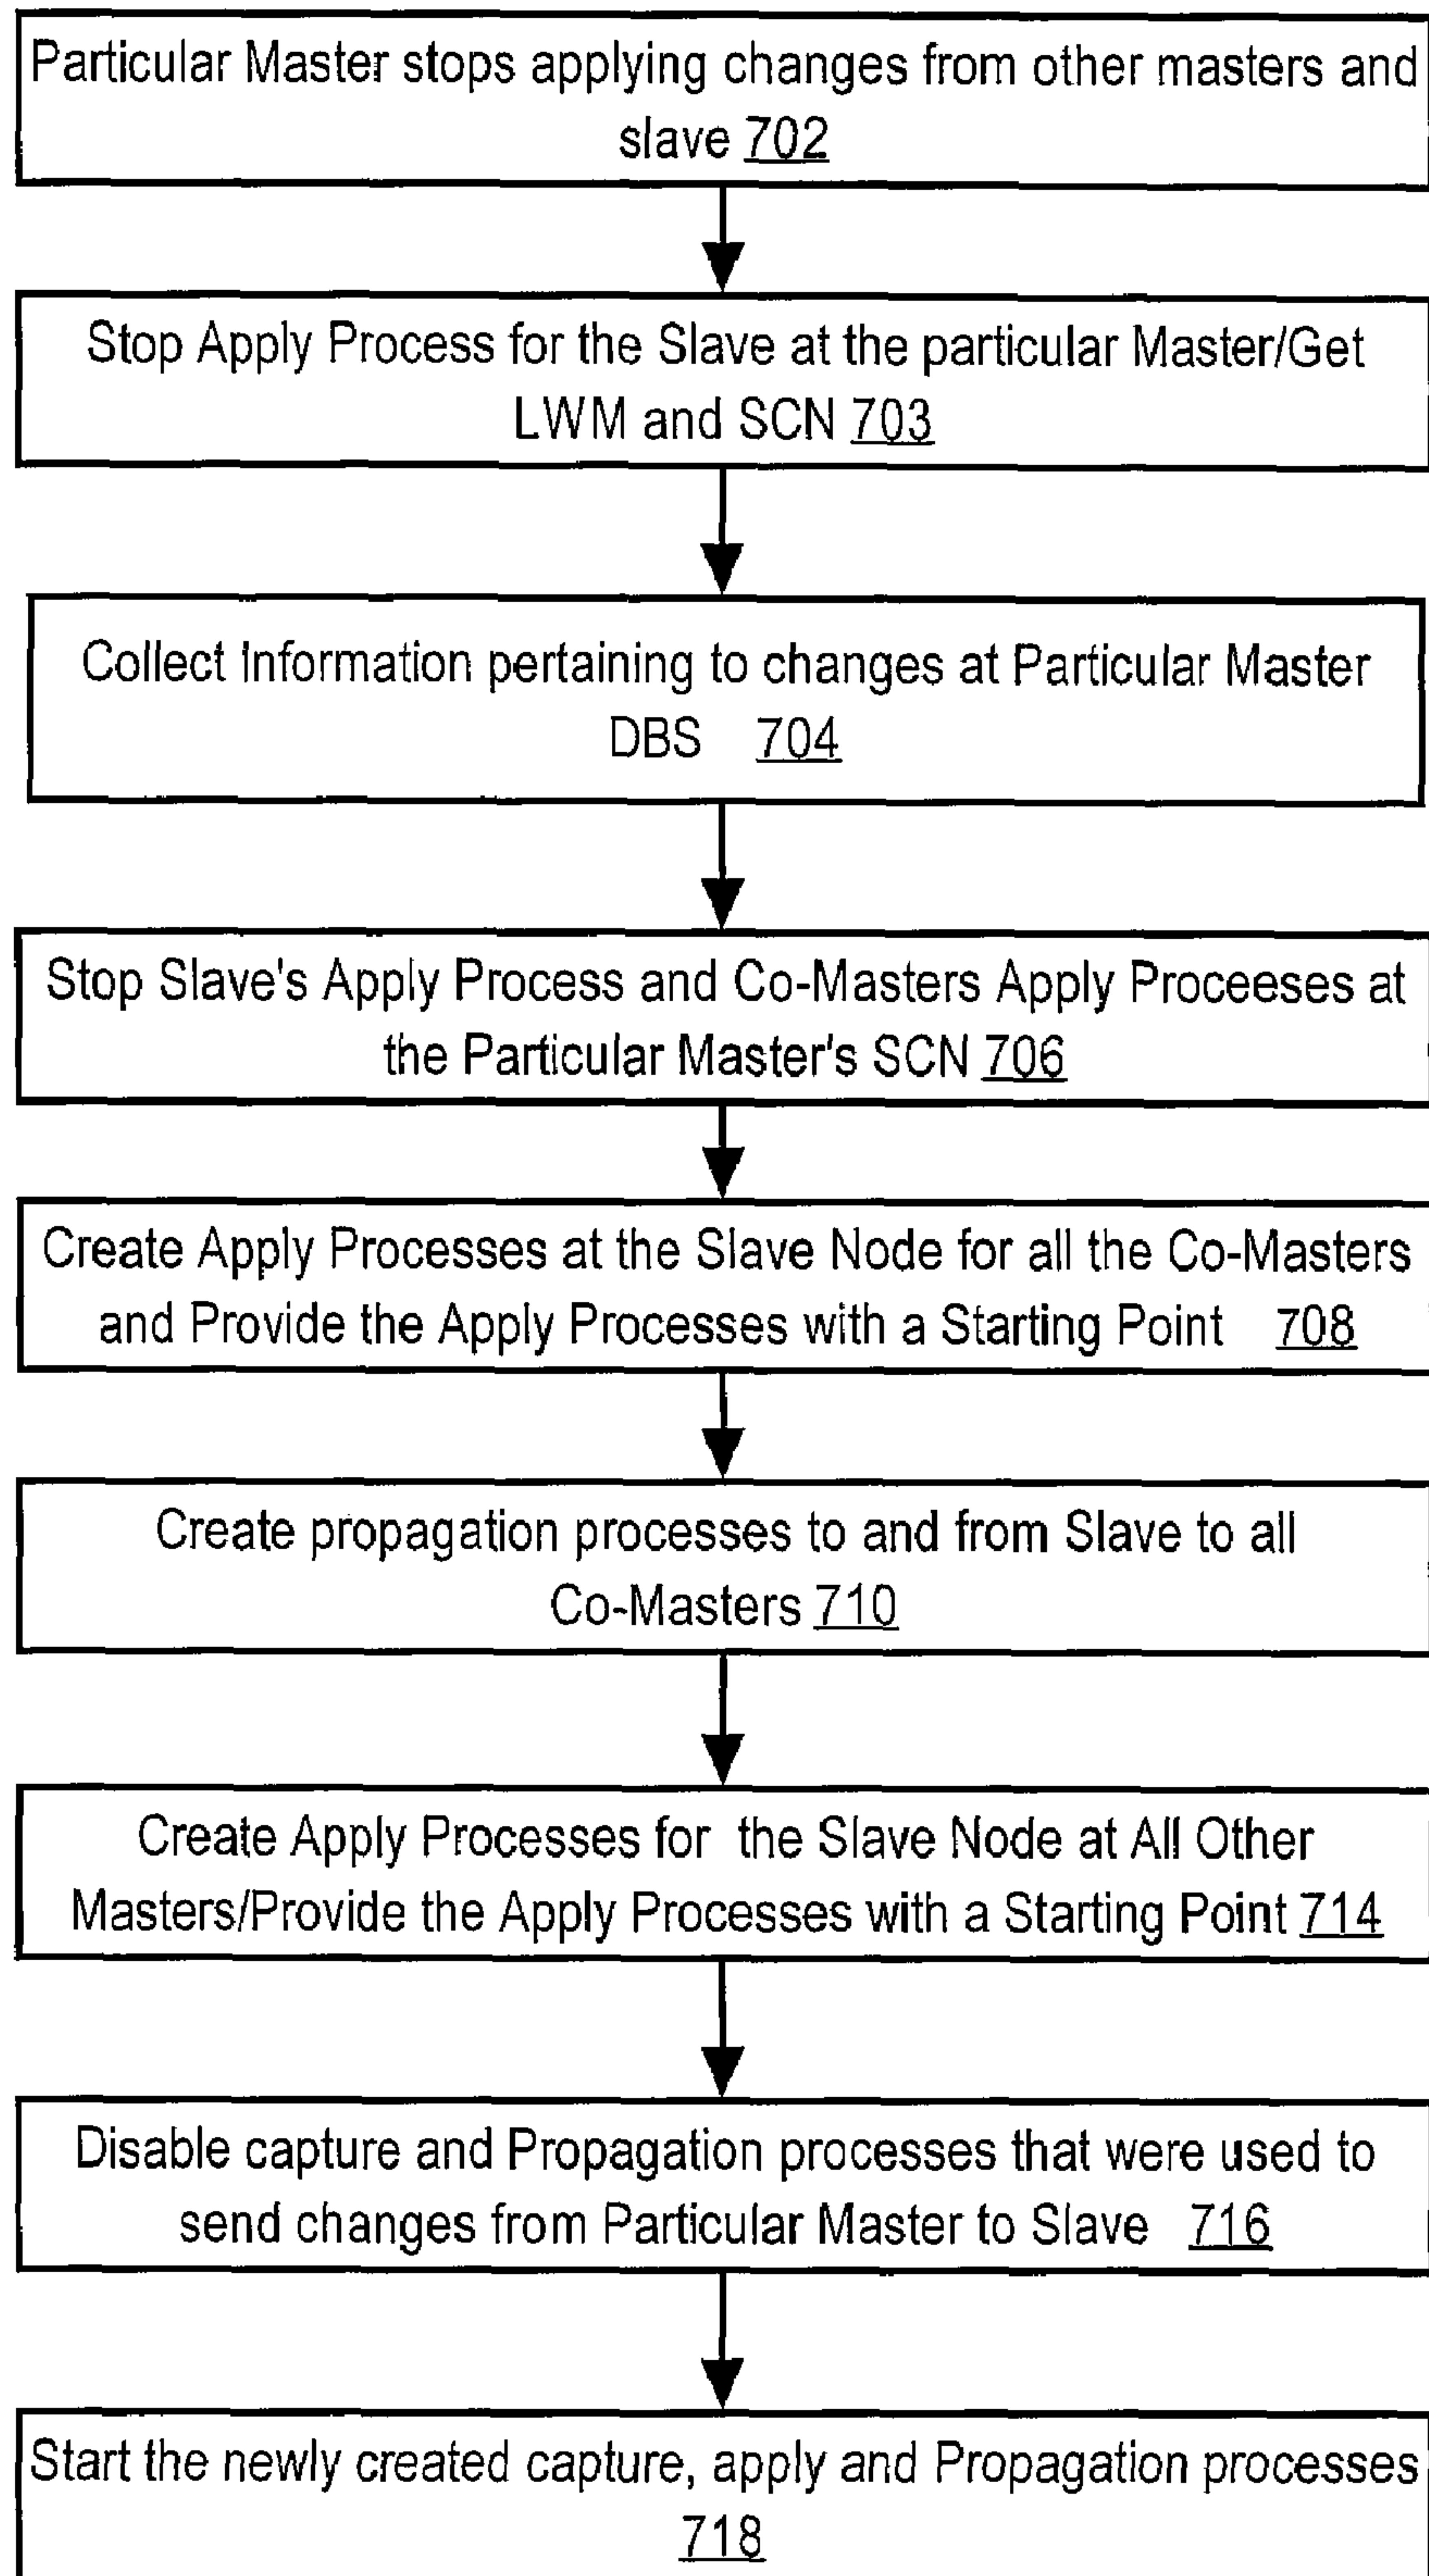 Particular Master stops applying changes from other masters and
slave 702
Stop Apply Process for the Slave at the particular Master/Get
LWM and SCN 703
Collect Information pertaining to changes at Particular Master
DBS 704
Stop Slave's Apply Process and Co-Masters Apply Proceeses at
the Particular Master's SCN 706
Create Apply Processes at the Slave Node for all the Co-Masters
and Provide the Apply Processes with a Starting Point 708
Create propagation processes to and from Slave to all
Co-Masters 710
Create Apply Processes for the Slave Node at All Other
Masters/Provide the Apply Processes with a Starting Point 714
Disable capture and Propagation processes that were used to
send changes from Particular Master to Slave 716
Start the newly created capture, apply and Propagation processes
718